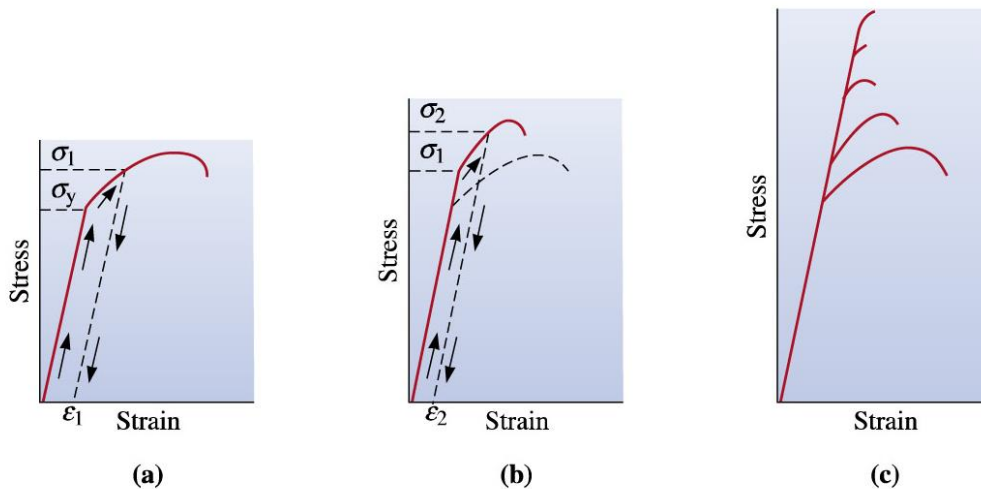 σ1
σy
Stress
ε1
Strain
(a)
σ2
σ1
Stress
ε2
Strain
(b)
Stress
Strain
(c)